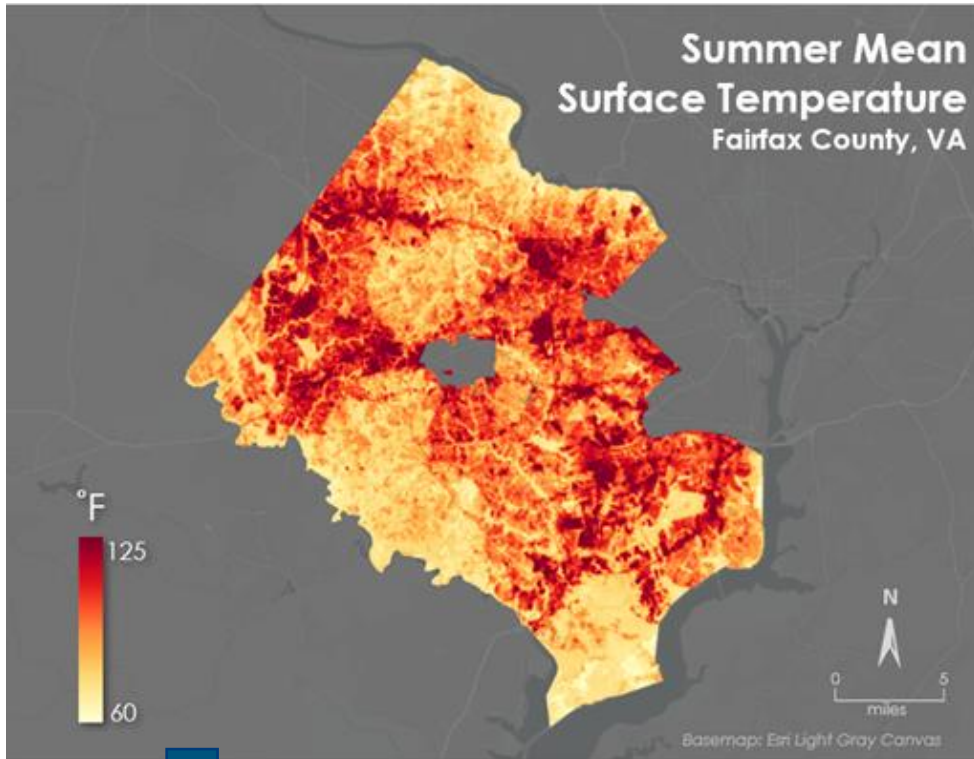 Summer Mean
Surface Temperature
Fairfax County, VA
°F
125
60
N
0 5
miles
Basemap: Esri Light Gray Canvas